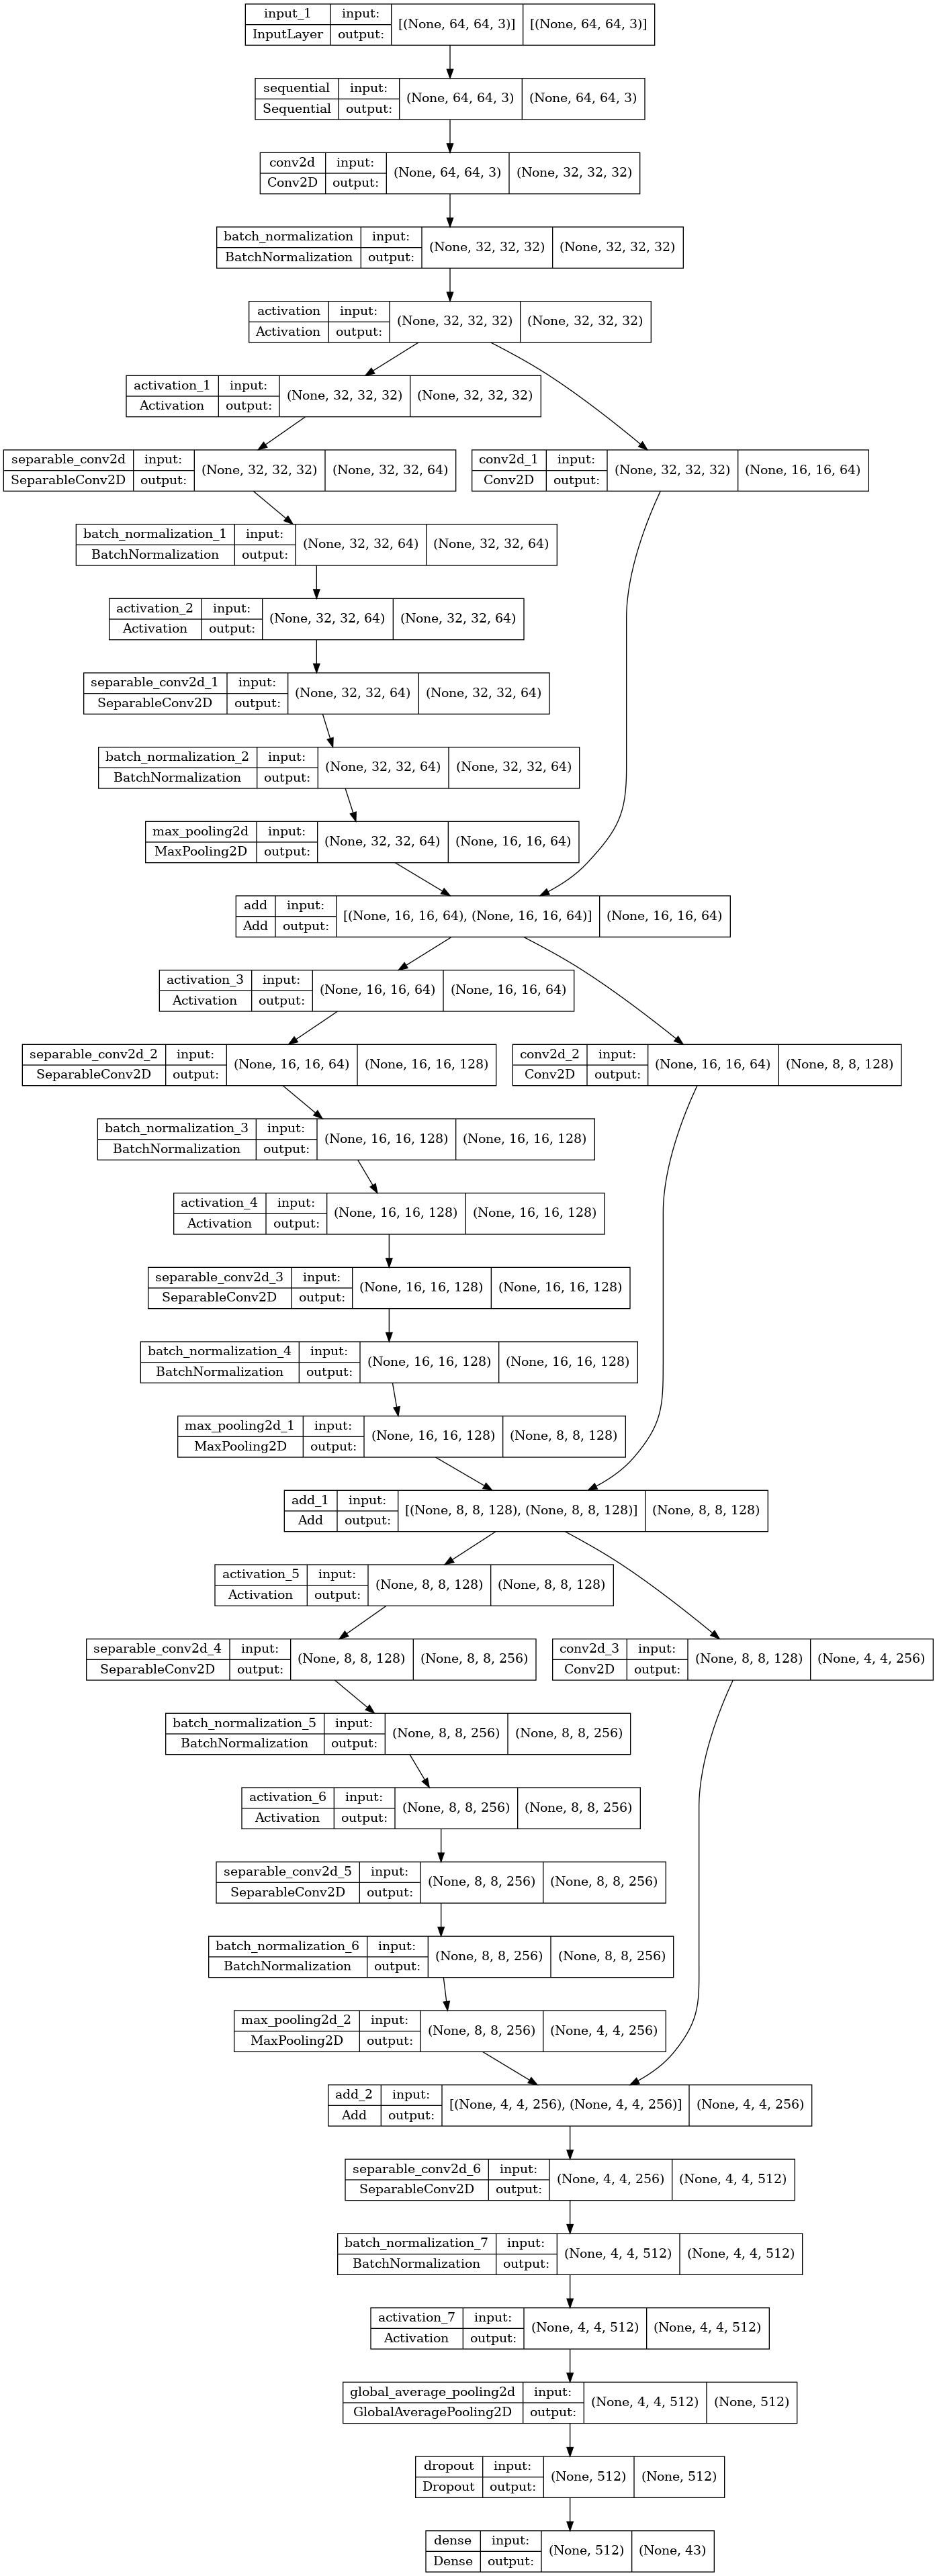 input_1 input: [(None, 64, 64, 3)] [(None, 64, 64, 3)]
InputLayer output:
sequential input: (None, 64, 64, 3) (None, 64, 64, 3)
Sequential output:
conv2d input: (None, 64, 64, 3) (None, 32, 32, 32)
Conv2D output:
batch_normalization input: (None, 32, 32, 32) (None, 32, 32, 32)
BatchNormalization output:
activation input: (None, 32, 32, 32) (None, 32, 32, 32)
Activation output:
activation_1 input: (None, 32, 32, 32) (None, 32, 32, 32)
Activation output:
separable_conv2d input: (None, 32, 32, 32) (None, 32, 32, 64)
SeparableConv2D output:
conv2d_1 input: (None, 32, 32, 32) (None, 16, 16, 64)
Conv2D output:
batch_normalization_1 input: (None, 32, 32, 64) (None, 32, 32, 64)
BatchNormalization output:
activation_2 input: (None, 32, 32, 64) (None, 32, 32, 64)
Activation output:
separable_conv2d_1 input: (None, 32, 32, 64) (None, 32, 32, 64)
SeparableConv2D output:
batch_normalization_2 input: (None, 32, 32, 64) (None, 32, 32, 64)
BatchNormalization output:
max_pooling2d input: (None, 32, 32, 64) (None, 16, 16, 64)
MaxPooling2D output:
add input: [(None, 16, 16, 64), (None, 16, 16, 64)] (None, 16, 16, 64)
Add output:
activation_3 input: (None, 16, 16, 64) (None, 16, 16, 64)
Activation output:
separable_conv2d_2 input: (None, 16, 16, 64) (None, 16, 16, 128)
SeparableConv2D output:
conv2d_2 input: (None, 16, 16, 64) (None, 8, 8, 128)
Conv2D output:
batch_normalization_3 input: (None, 16, 16, 128) (None, 16, 16, 128)
BatchNormalization output:
activation_4 input: (None, 16, 16, 128) (None, 16, 16, 128)
Activation output:
separable_conv2d_3 input: (None, 16, 16, 128) (None, 16, 16, 128)
SeparableConv2D output:
batch_normalization_4 input: (None, 16, 16, 128) (None, 16, 16, 128)
BatchNormalization output:
max_pooling2d_1 input: (None, 16, 16, 128) (None, 8, 8, 128)
MaxPooling2D output:
add_1 input: [(None, 8, 8, 128), (None, 8, 8, 128)] (None, 8, 8, 128)
Add output:
activation_5 input: (None, 8, 8, 128) (None, 8, 8, 128)
Activation output:
separable_conv2d_4 input: (None, 8, 8, 128) (None, 8, 8, 256)
SeparableConv2D output:
conv2d_3 input: (None, 8, 8, 128) (None, 4, 4, 256)
Conv2D output:
batch_normalization_5 input: (None, 8, 8, 256) (None, 8, 8, 256)
BatchNormalization output:
activation_6 input: (None, 8, 8, 256) (None, 8, 8, 256)
Activation output:
separable_conv2d_5 input: (None, 8, 8, 256) (None, 8, 8, 256)
SeparableConv2D output:
batch_normalization_6 input: (None, 8, 8, 256) (None, 8, 8, 256)
BatchNormalization output:
max_pooling2d_2 input: (None, 8, 8, 256) (None, 4, 4, 256)
MaxPooling2D output:
add_2 input: [(None, 4, 4, 256), (None, 4, 4, 256)] (None, 4, 4, 256)
Add output:
separable_conv2d_6 input: (None, 4, 4, 256) (None, 4, 4, 512)
SeparableConv2D output:
batch_normalization_7 input: (None, 4, 4, 512) (None, 4, 4, 512)
BatchNormalization output:
activation_7 input: (None, 4, 4, 512) (None, 4, 4, 512)
Activation output:
global_average_pooling2d input: (None, 4, 4, 512) (None, 512)
GlobalAveragePooling2D output:
dropout input: (None, 512) (None, 512)
Dropout output:
dense input: (None, 512) (None, 43)
Dense output: